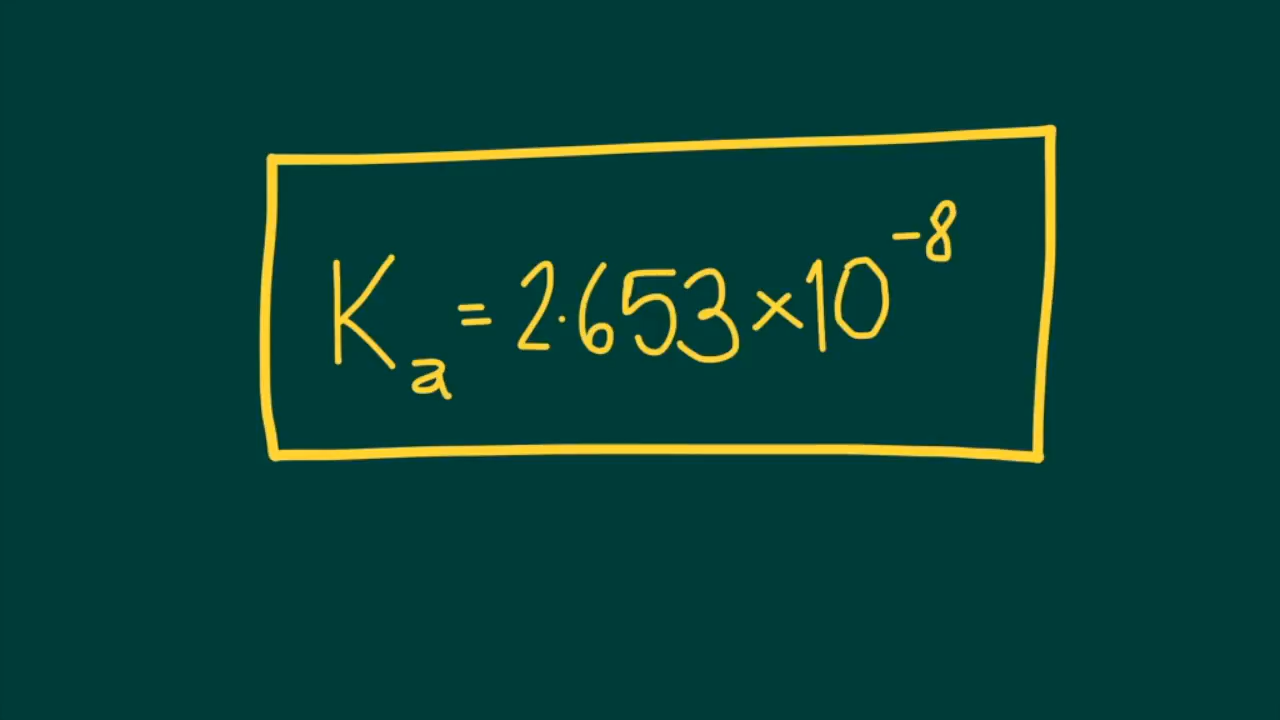 Kₐ = 2.653 × 10⁻⁸